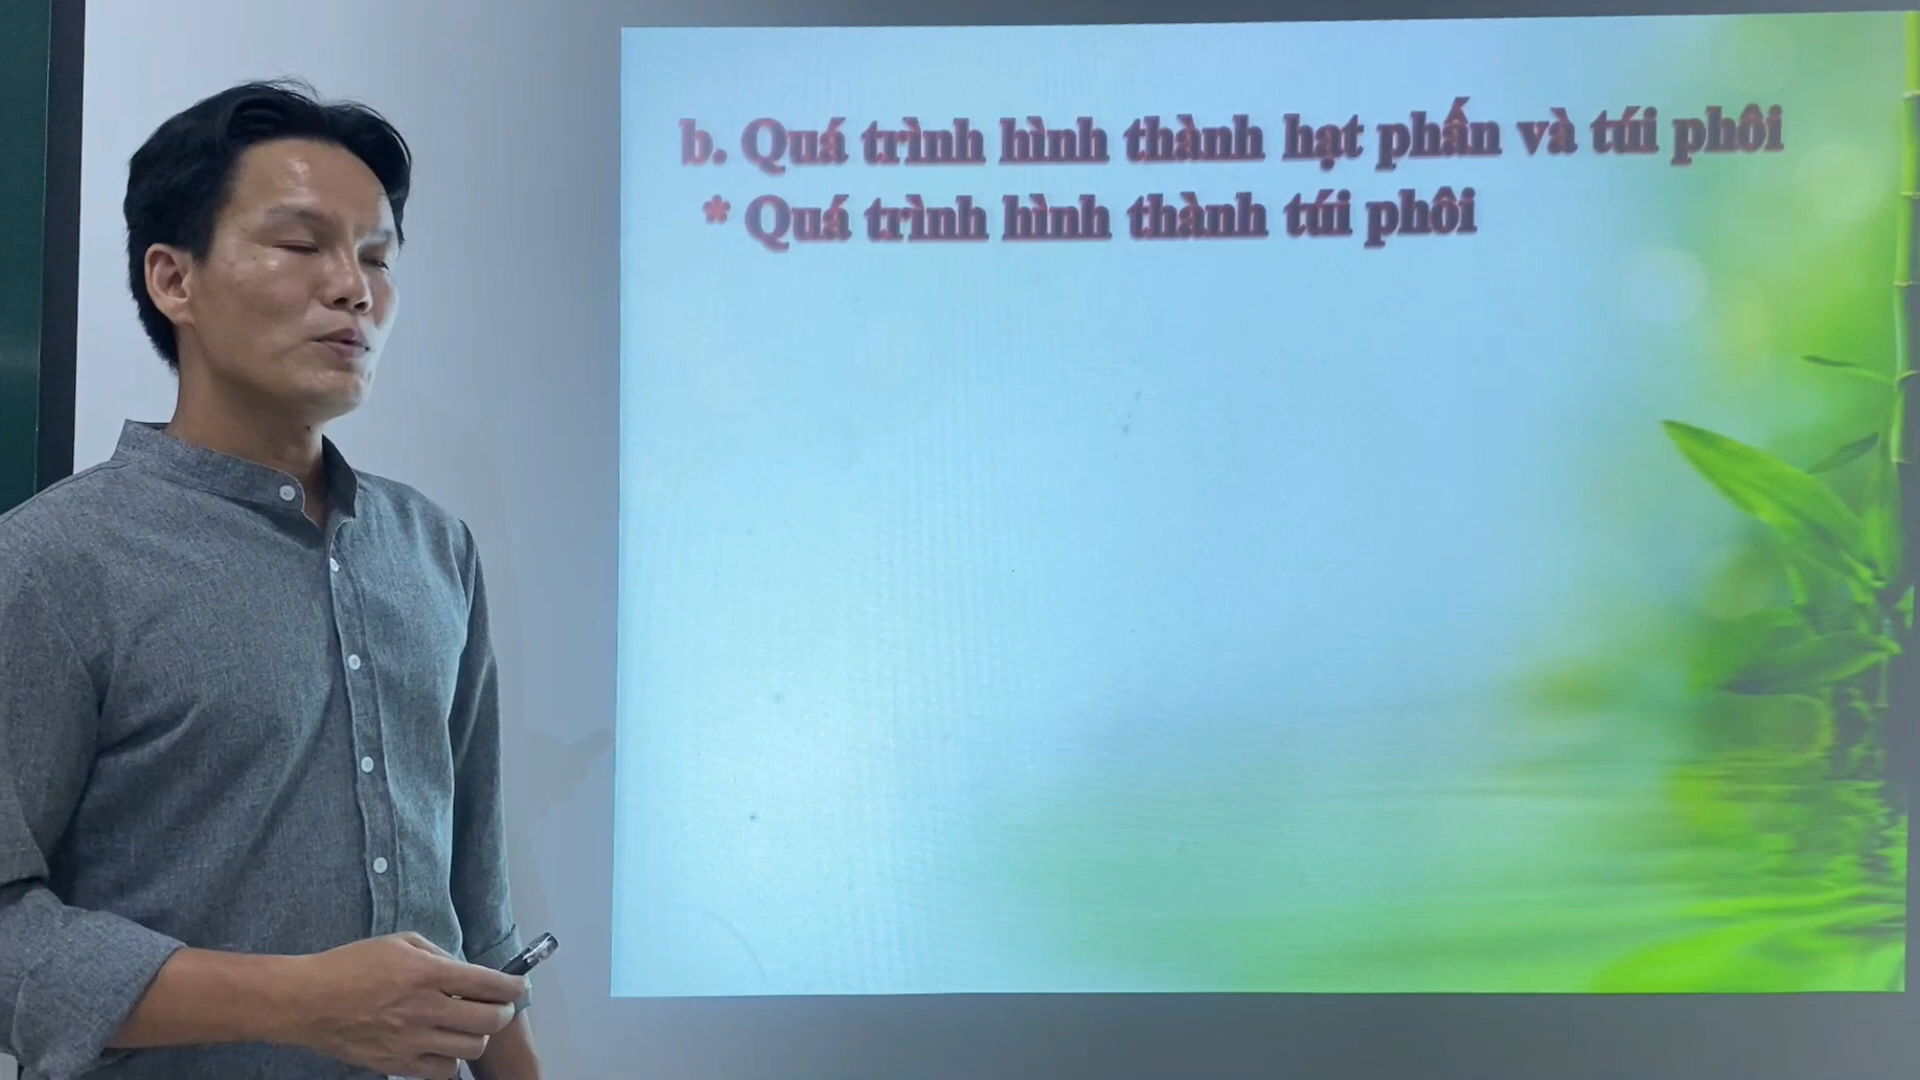 b. Quá trình hình thành hạt phấn và túi phôi
* Quá trình hình thành túi phôi